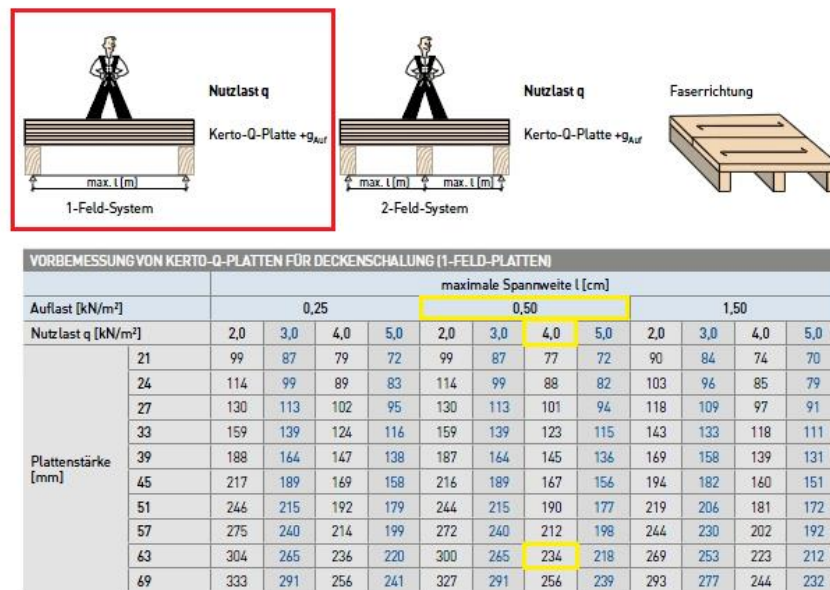 Nutzlast q
Kerto-Q-Platte +gAuf
max. l [m]
1-Feld-System
Nutzlast q
Kerto-Q-Platte +gAuf
max. l [m] max. l [m]
2-Feld-System
Faserrichtung
VORBEMESSUNG VON KERTO-Q-PLATTEN FÜR DECKENSCHALUNG (1-FELD-PLATTEN)
maximale Spannweite l [cm]
Auflast [kN/m²] 0,25 0,50 1,50
Nutzlast q [kN/m²] 2,0 3,0 4,0 5,0 2,0 3,0 4,0 5,0 2,0 3,0 4,0 5,0
Plattenstärke [mm]
21 99 87 79 72 99 87 77 72 90 84 74 70
24 114 99 89 83 114 99 88 82 103 96 85 79
27 130 113 102 95 130 113 101 94 118 109 97 91
33 159 139 124 116 159 139 123 115 143 133 118 111
39 188 164 147 138 187 164 145 136 169 158 139 131
45 217 189 169 158 216 189 167 156 194 182 160 151
51 246 215 192 179 244 215 190 177 219 206 181 172
57 275 240 214 199 272 240 212 198 244 230 202 192
63 304 265 236 220 300 265 234 218 269 253 223 212
69 333 291 256 241 327 291 256 239 293 277 244 232